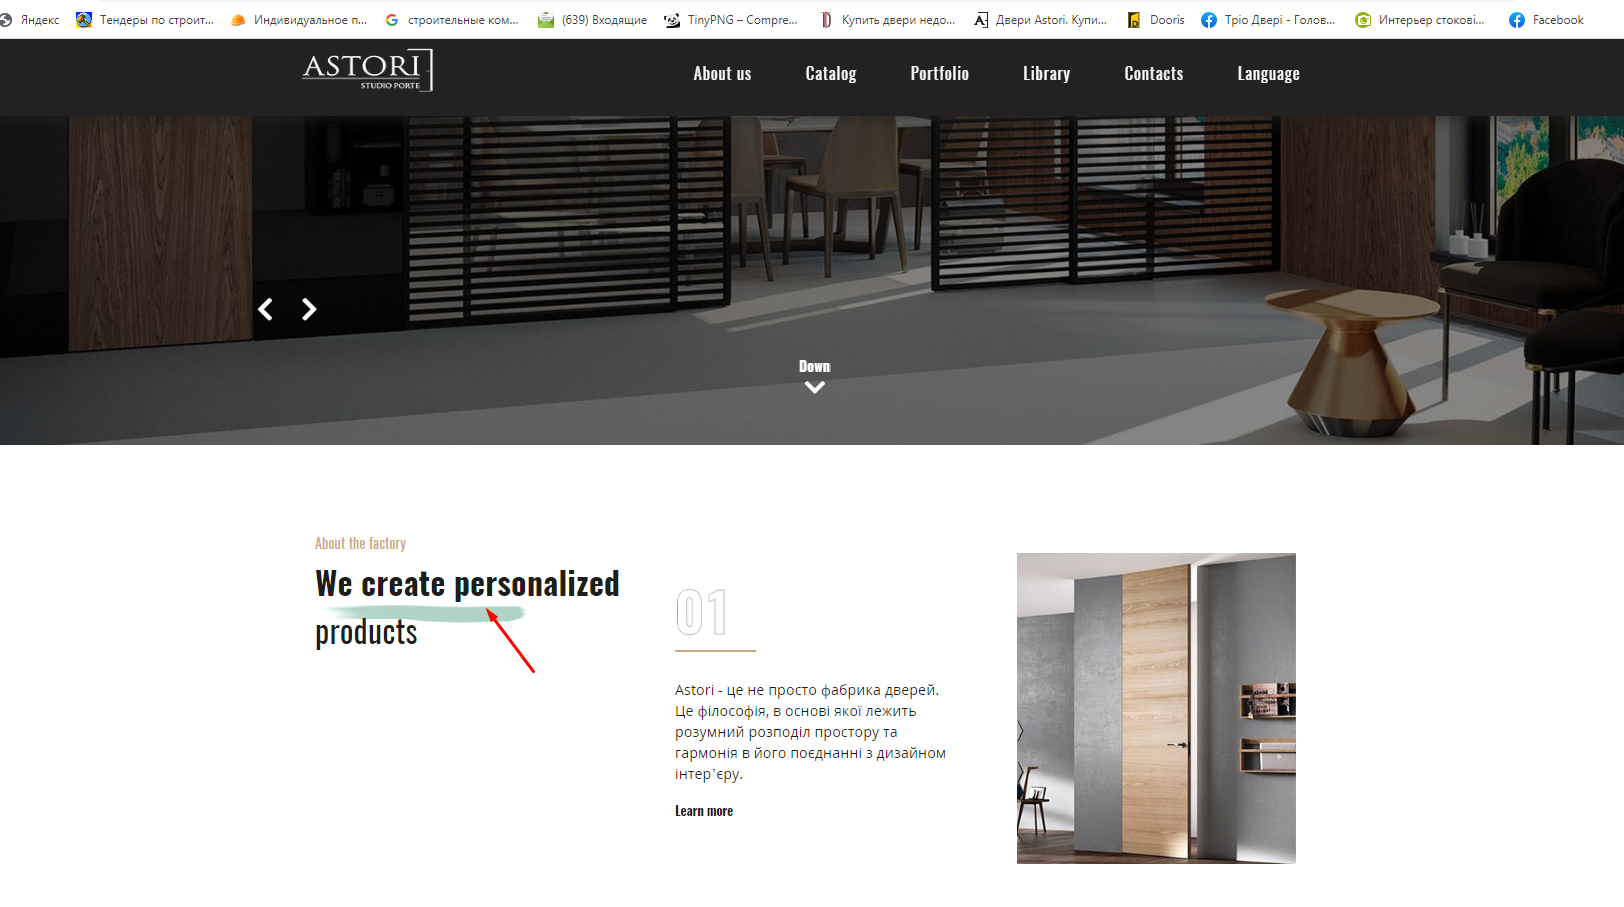 Яндекс Тендеры по строит... Индивидуальное п... строительные ком... (639) Входящие TinyPNG – Compre... Купить двери недо... Двери Astori. Купи... Dooris Тріо Двері - Голов... Интерьер стокові... Facebook
ASTORI
STUDIO PORTE
About us Catalog Portfolio Library Contacts Language
Down
About the factory
We create personalized
products
01
Astori - це не просто фабрика дверей.
Це філософія, в основі якої лежить
розумний розподіл простору та
гармонія в його поєднанні з дизайном
інтер'єру.
Learn more